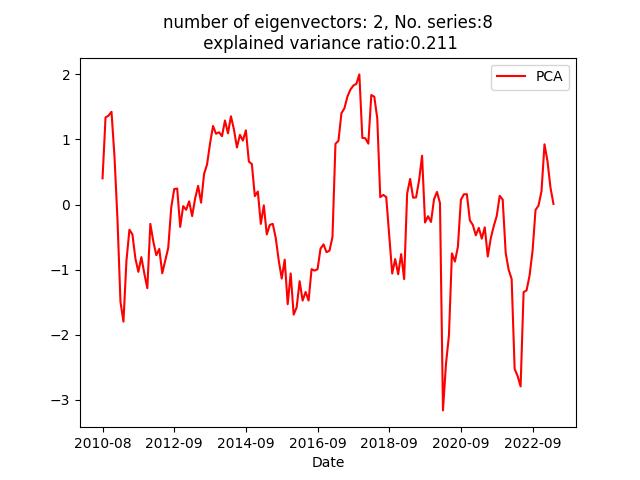 number of eigenvectors: 2, No. series:8
explained variance ratio:0.211
PCA
2
1
0
−1
−2
−3
2010-08 2012-09 2014-09 2016-09 2018-09 2020-09 2022-09
Date